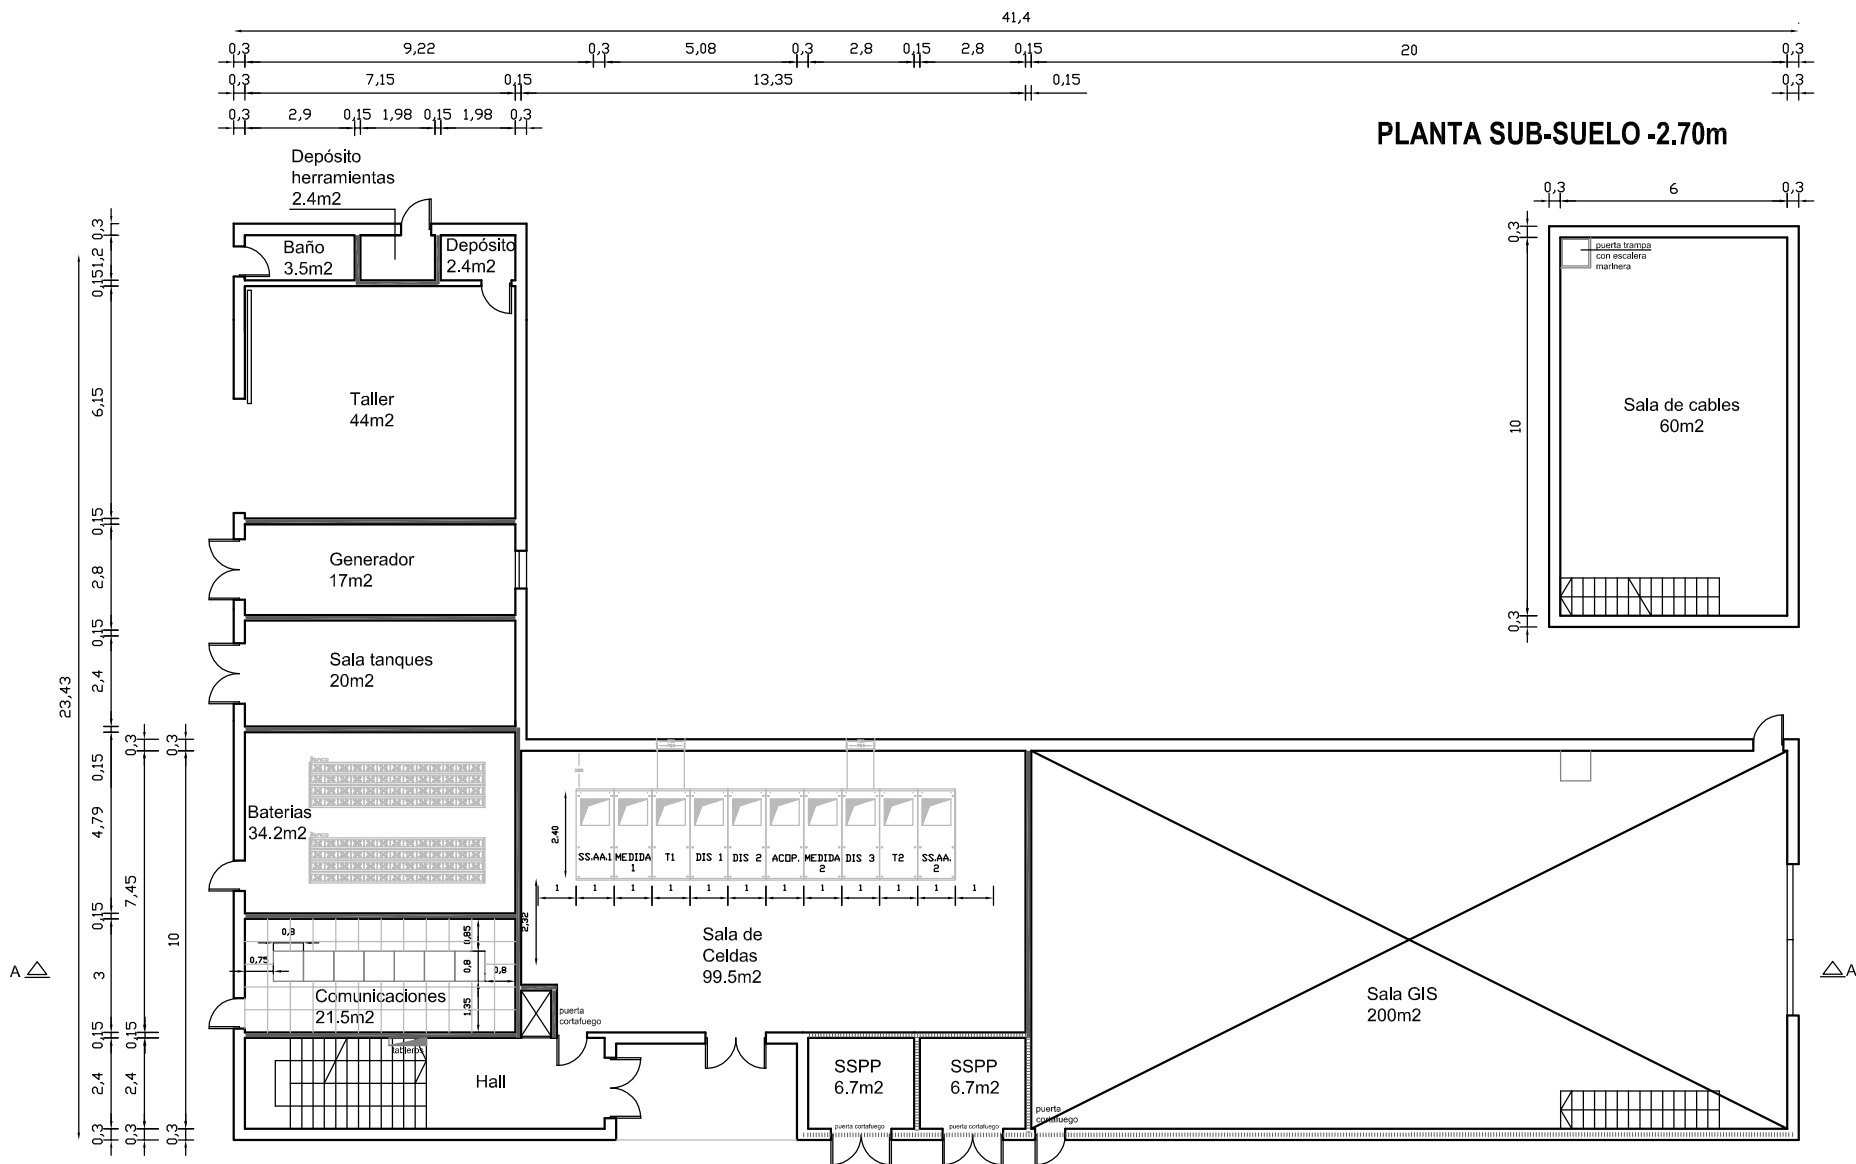 41,4
0,3 9,22 0,3 5,08 0,3 2,8 0,15 2,8 0,15 20 0,3
0,3 7,15 0,15 13,35 0,15 0,3
0,3 2,9 0,15 1,98 0,15 1,98 0,3
PLANTA SUB-SUELO -2.70m
Depósito
herramientas
2.4m2
0,3 6 0,3
Baño
3.5m2
Depósito
2.4m2
puerta trampa
con escalera
marinera
0,3
10
0,3
Sala de cables
60m2
Taller
44m2
Generador
17m2
Sala tanques
20m2
23,43
0,3
1,2
0,15
6,15
0,15
2,8
0,15
2,4
0,15
4,79
0,15
3
0,15
2,4
0,3
0,3
7,45
0,15
2,4
0,3
0,3
10
0,3
Banco
Baterias
34.2m2
Banco
2.40
SS.AA.1 MEDIDA 1 T1 DIS 1 DIS 2 ACOP. MEDIDA 2 DIS 3 T2 SS.AA. 2
1 1 1 1 1 1 1 1 1 1 1 1
2,32
0,8
0,75
0,85
0,8
0,8
1,35
Comunicaciones
21.5m2
Sala de
Celdas
99.5m2
Sala GIS
200m2
A
A
puerta
cortafuego
tableros
Hall
SSPP
6.7m2
SSPP
6.7m2
puerta cortafuego
puerta cortafuego
puerta
cortafuego